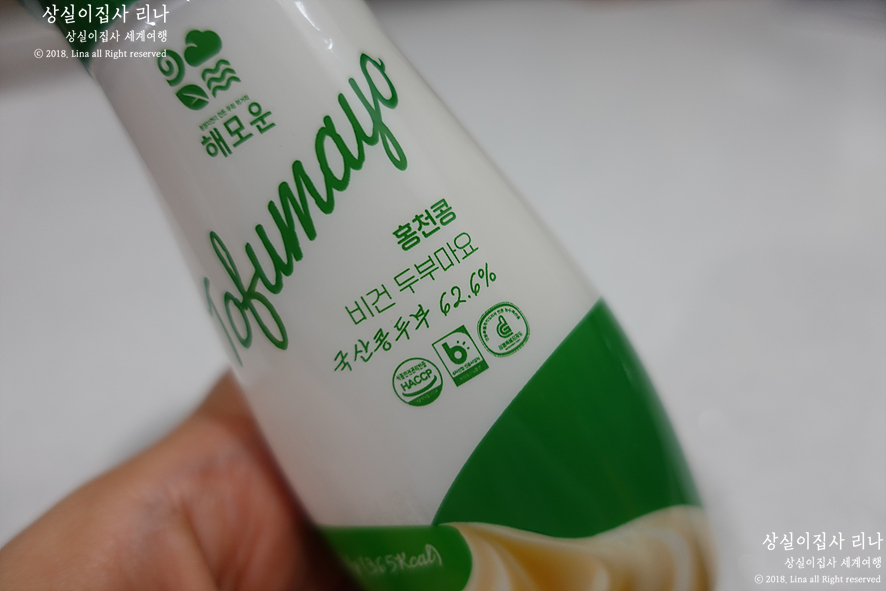 상실이집사 리나
상실이집사 세계여행
ⓒ 2018. Lina all Right reserved
해모운
Tofumayo
홍천콩
비건 두부마요
국산콩두부 62.9%
HACCP
b
(365Kcal)
상실이집사 리나
상실이집사 세계여행
ⓒ 2018. Lina all Right reserved